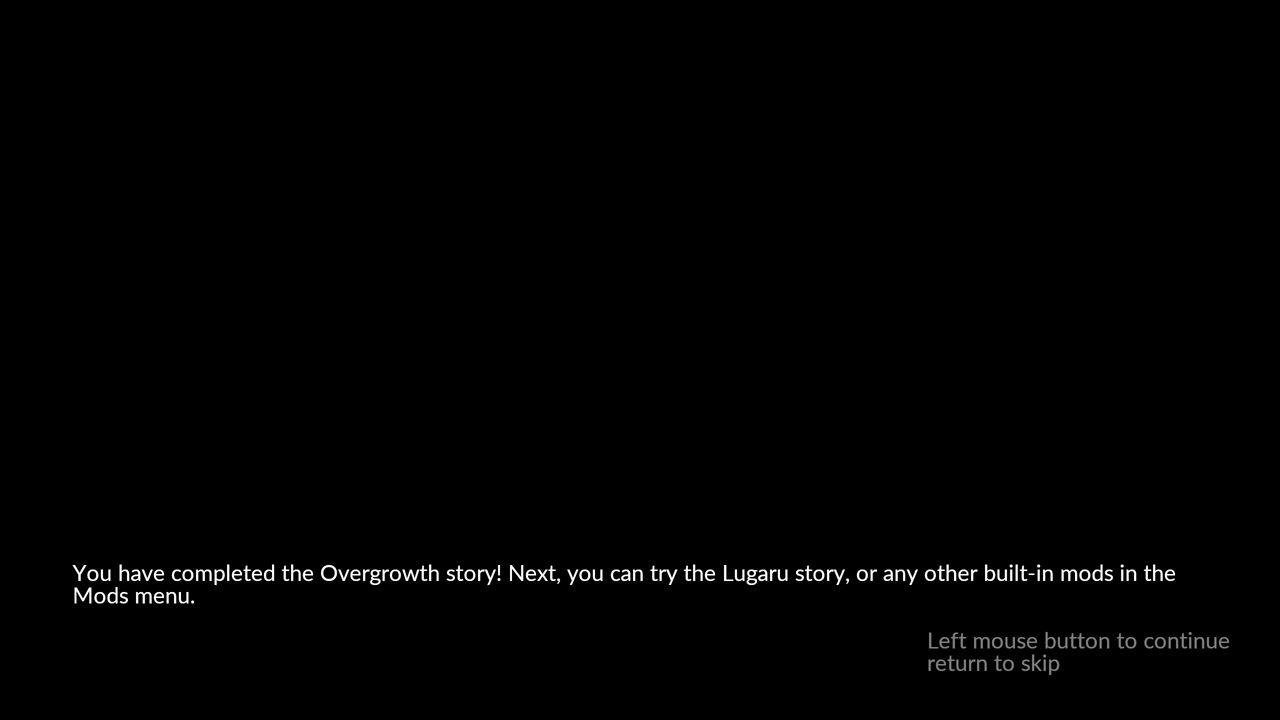 You have completed the Overgrowth story! Next, you can try the Lugaru story, or any other built-in mods in the
Mods menu.
Left mouse button to continue
return to skip